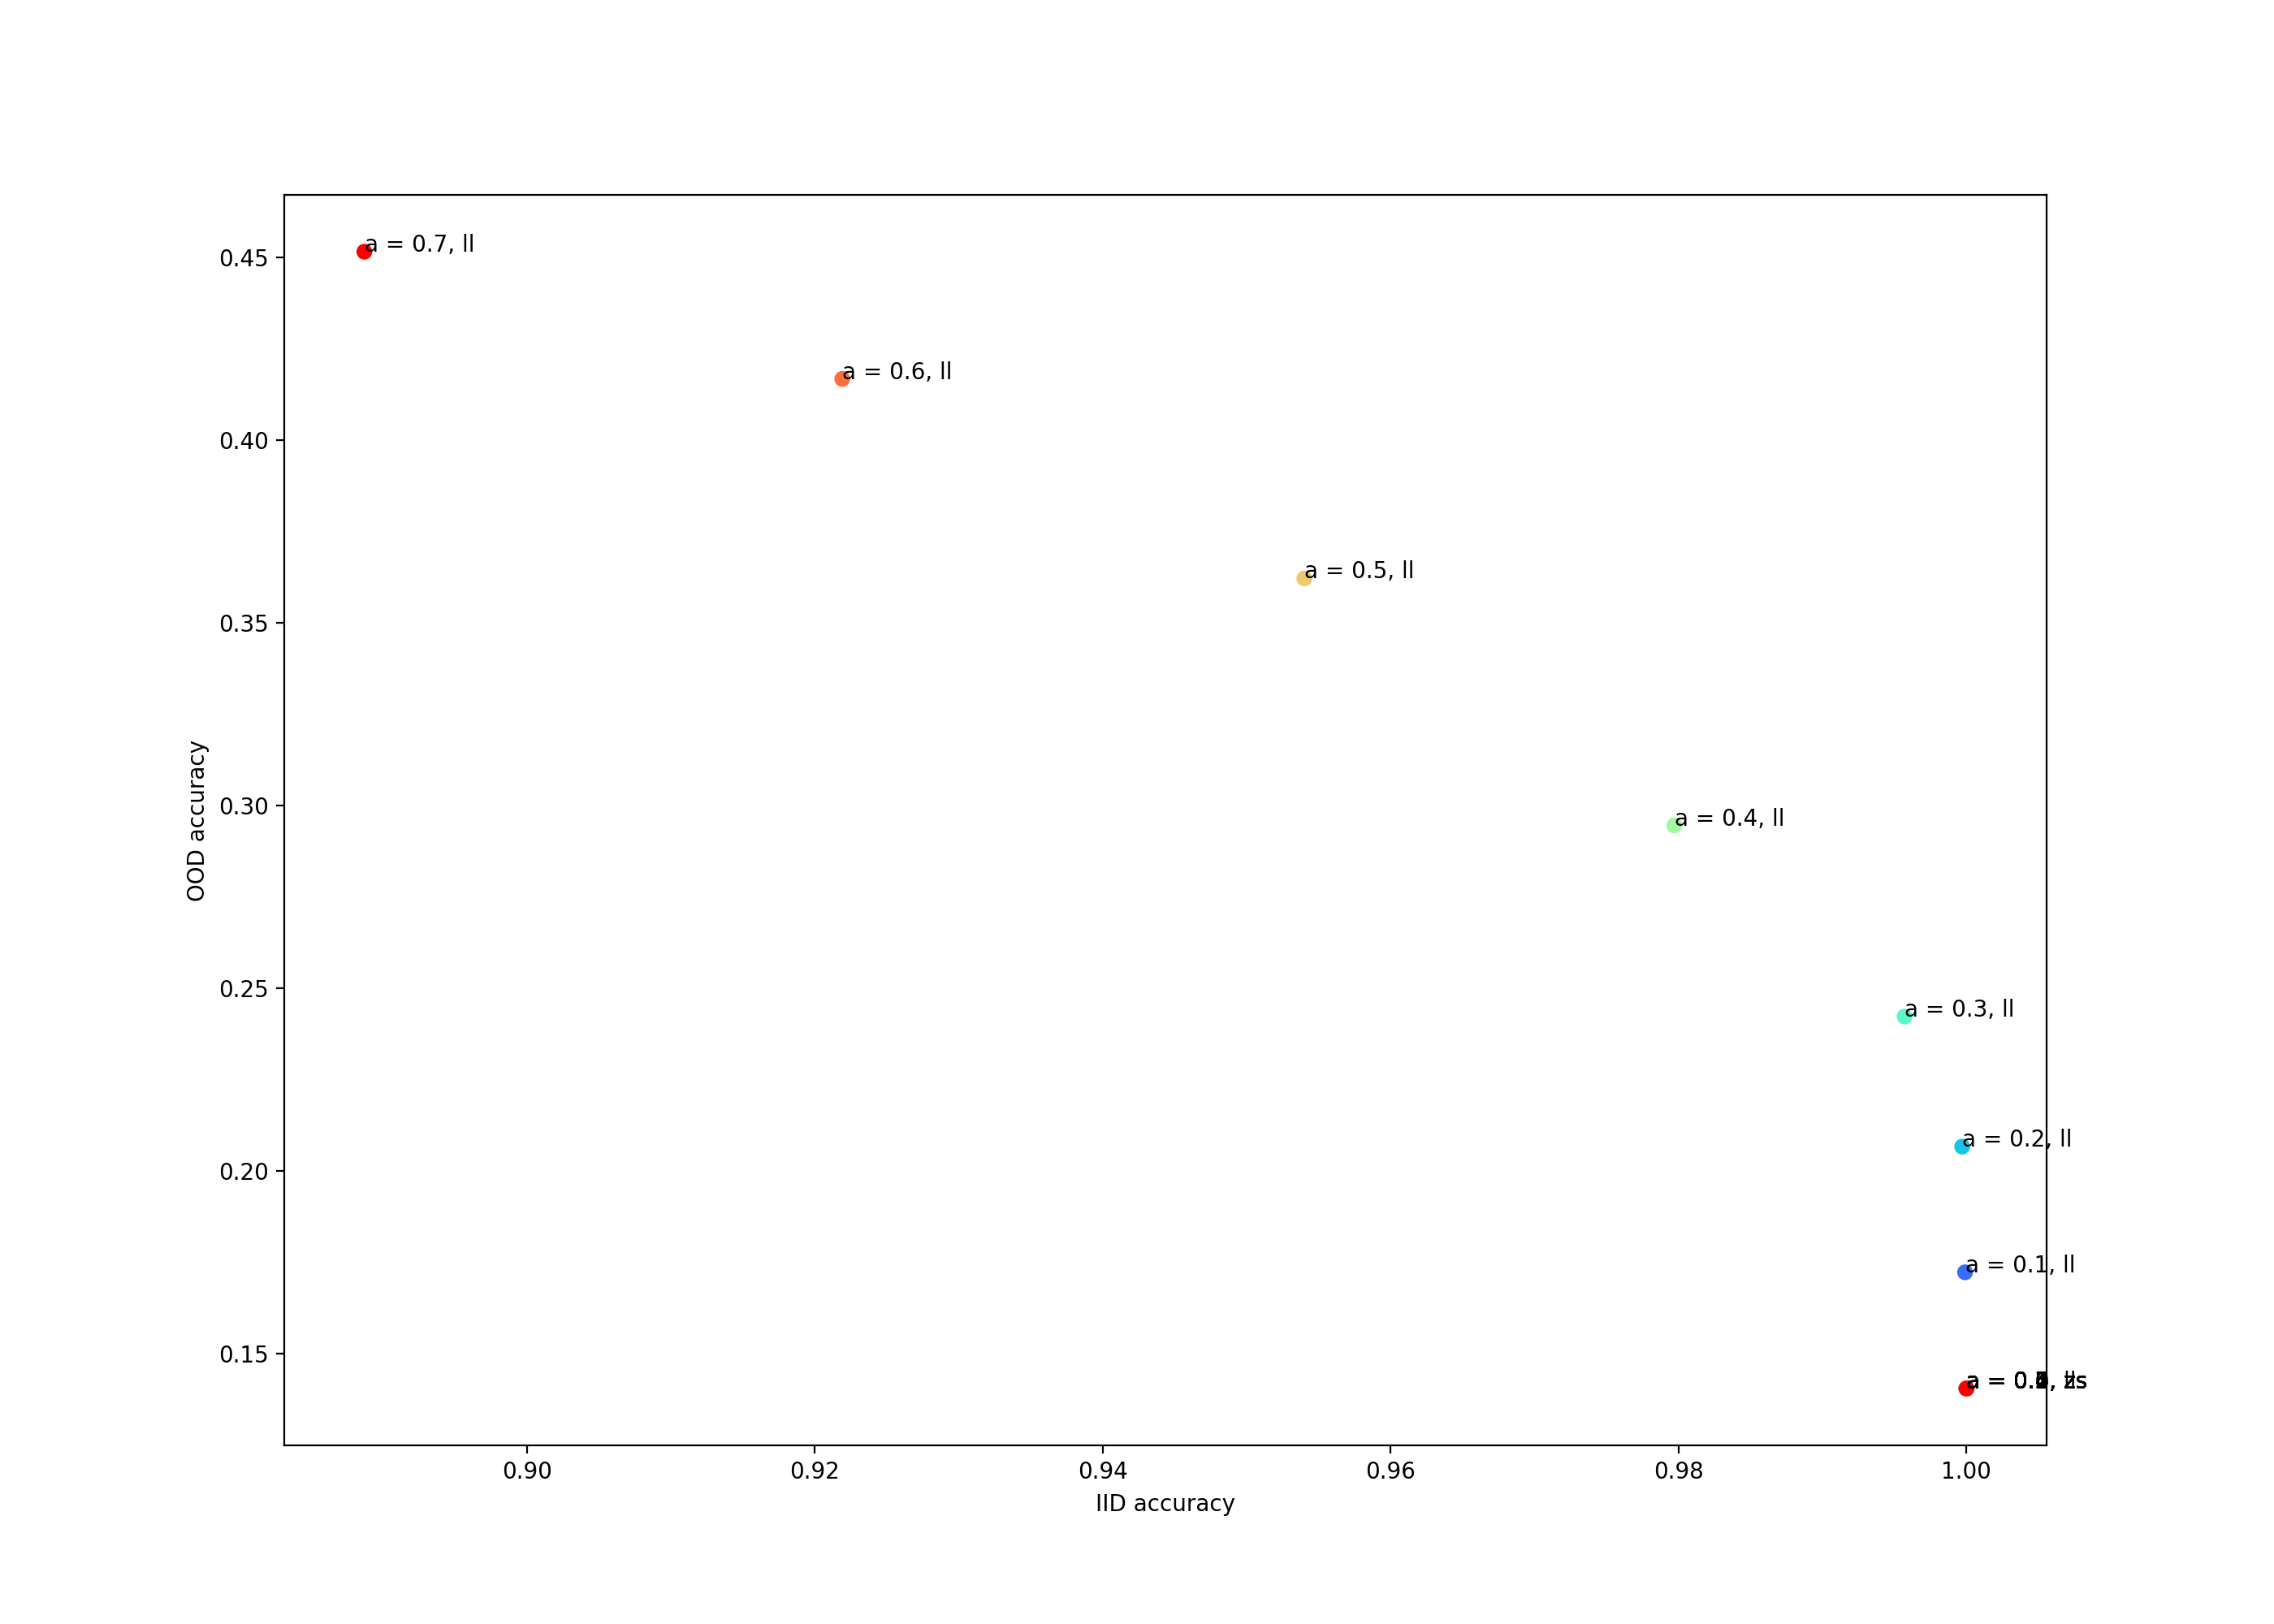 a = 0.7, ll
0.45
a = 0.6, ll
0.40
a = 0.5, ll
0.35
0.30
a = 0.4, ll
OOD accuracy
0.25
a = 0.3, ll
0.20
a = 0.2, ll
a = 0.1, ll
0.15
0.90
0.92
0.94
0.96
0.98
1.00
IID accuracy